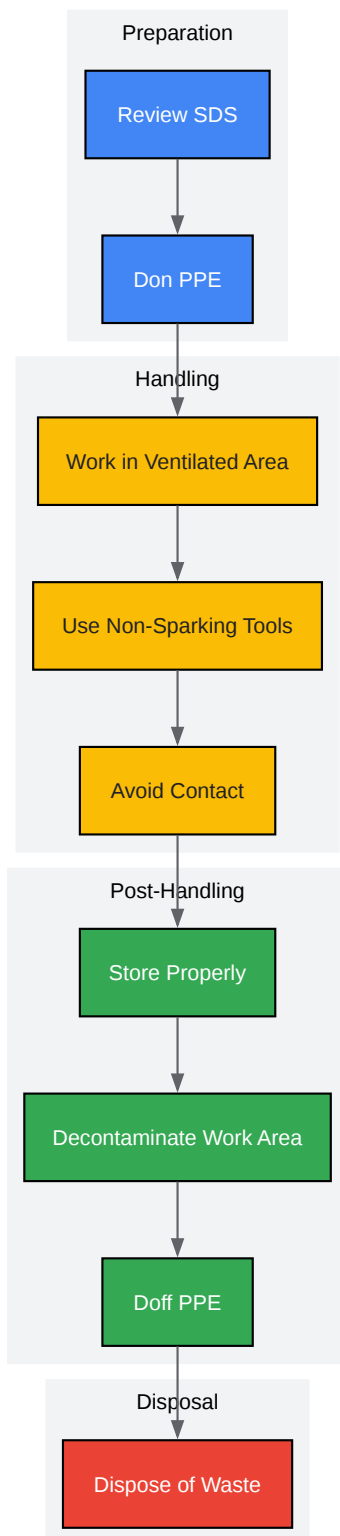 Preparation
Review SDS
Don PPE
Handling
Work in Ventilated Area
Use Non-Sparking Tools
Avoid Contact
Post-Handling
Store Properly
Decontaminate Work Area
Doff PPE
Disposal
Dispose of Waste